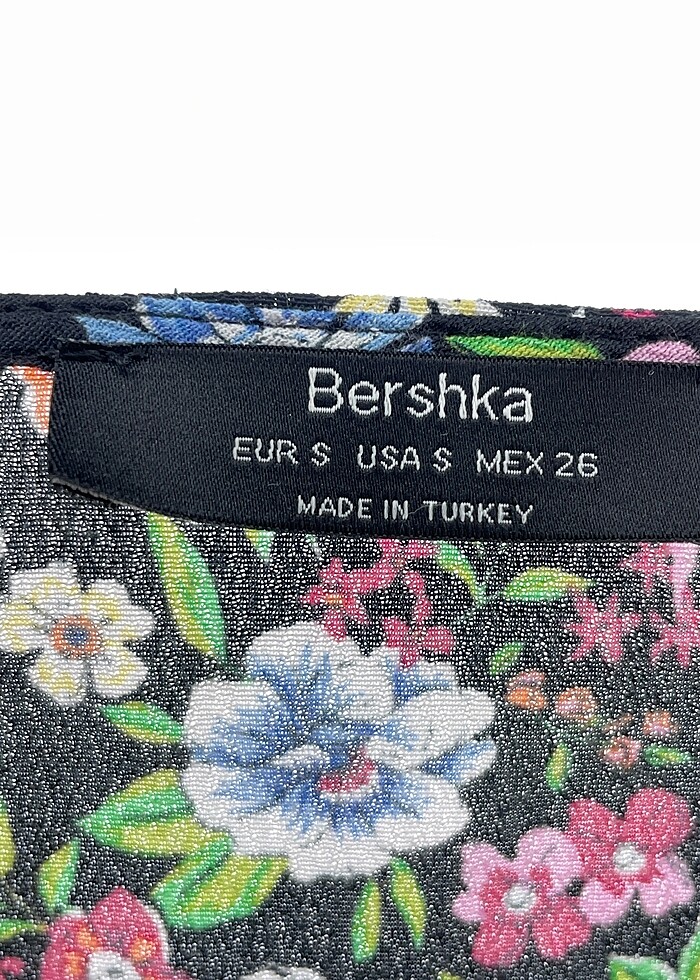 Bershka
EUR S USA S MEX 26
MADE IN TURKEY